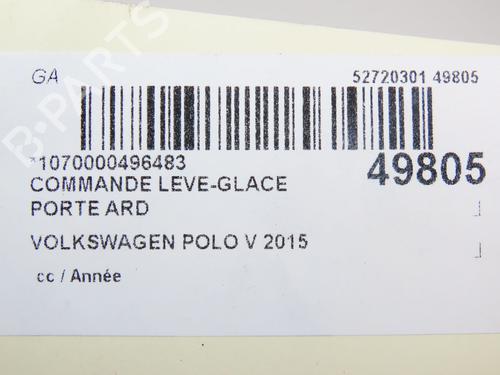 GA 52720301 49805
*1070000496483 49805
COMMANDE LEVE-GLACE
PORTE ARD
VOLKSWAGEN POLO V 2015
cc / Année
B-PARTS